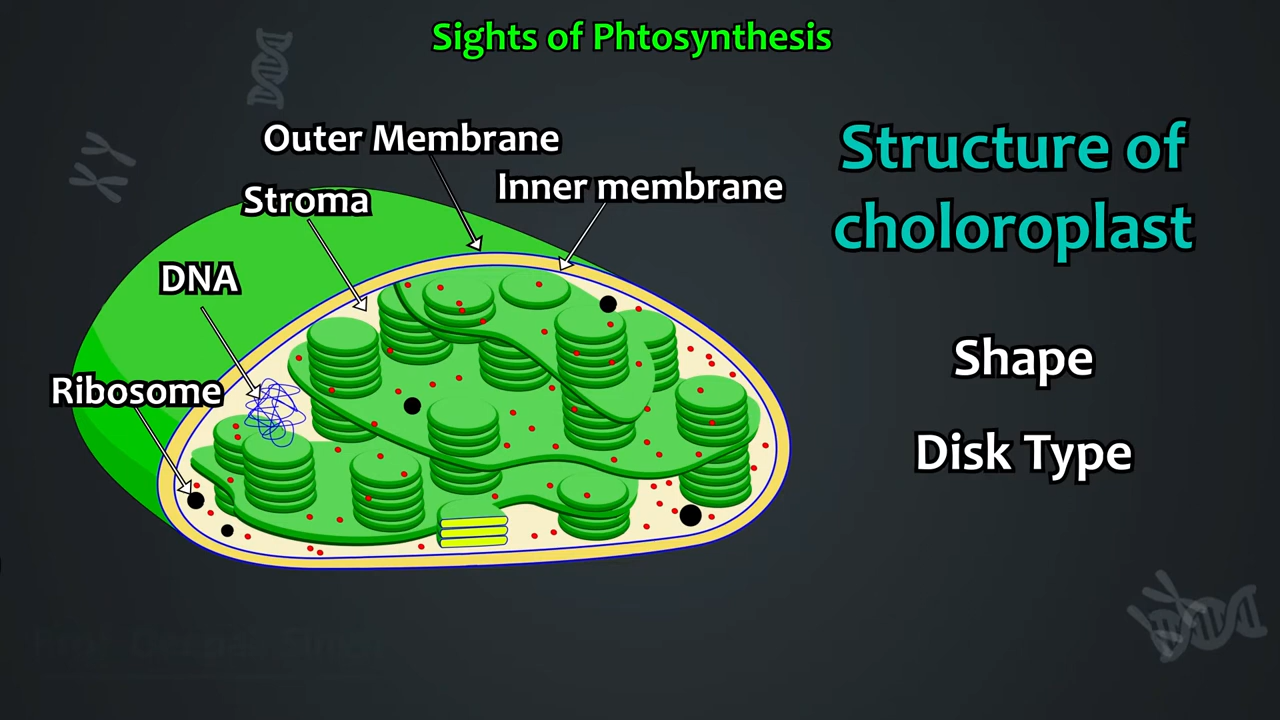 Sights of Phtosynthesis
Outer Membrane
Inner membrane
Stroma
DNA
Ribosome
Structure of
choloroplast
Shape
Disk Type